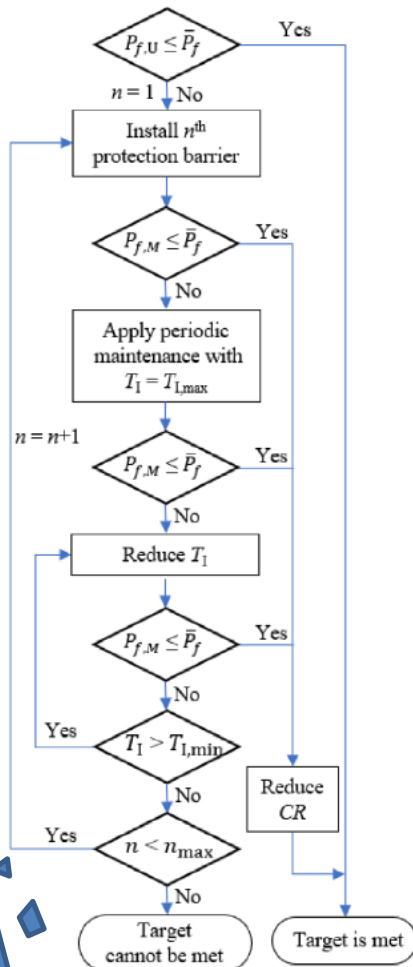 P_{f,U} ≤ P̄_f
Yes
n = 1
No
Install n^{th}
protection barrier
P_{f,M} ≤ P̄_f
Yes
No
Apply periodic
maintenance with
T_I = T_{I,max}
n = n+1
P_{f,M} ≤ P̄_f
Yes
No
Reduce T_I
P_{f,M} ≤ P̄_f
Yes
No
Yes
T_I > T_{I,min}
Reduce
CR
No
Yes
n < n_{max}
No
Target
cannot be met
Target is met